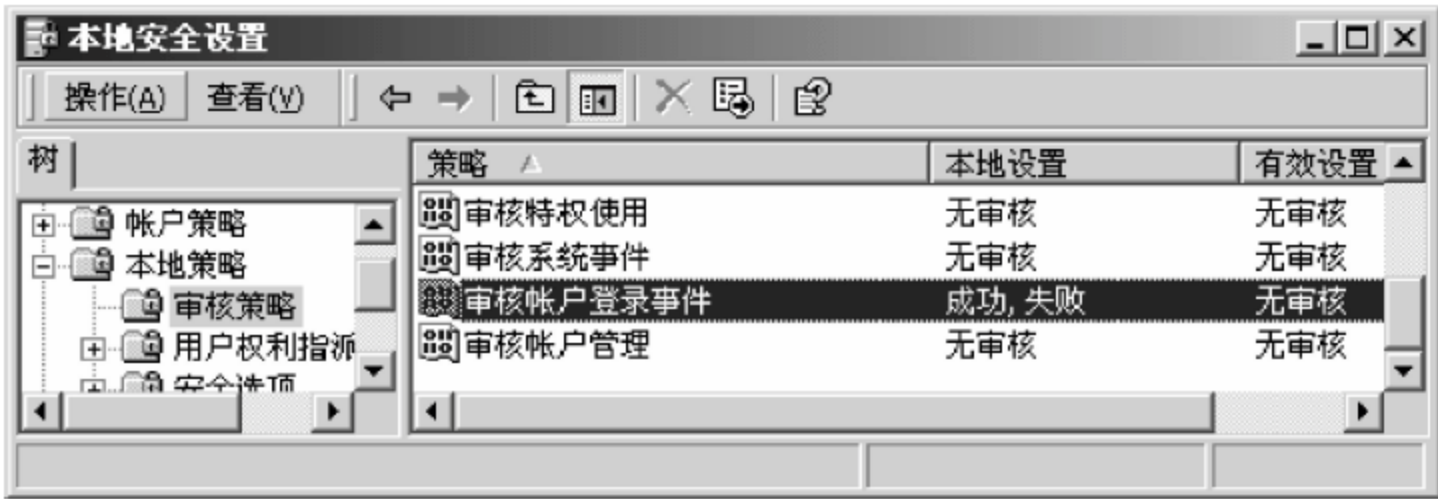 本地安全设置
操作(A) 查看(V)
树
帐户策略
本地策略
审核策略
用户权利指派
安全选项
策略 本地设置 有效设置
审核特权使用 无审核 无审核
审核系统事件 无审核 无审核
审核帐户登录事件 成功, 失败 无审核
审核帐户管理 无审核 无审核